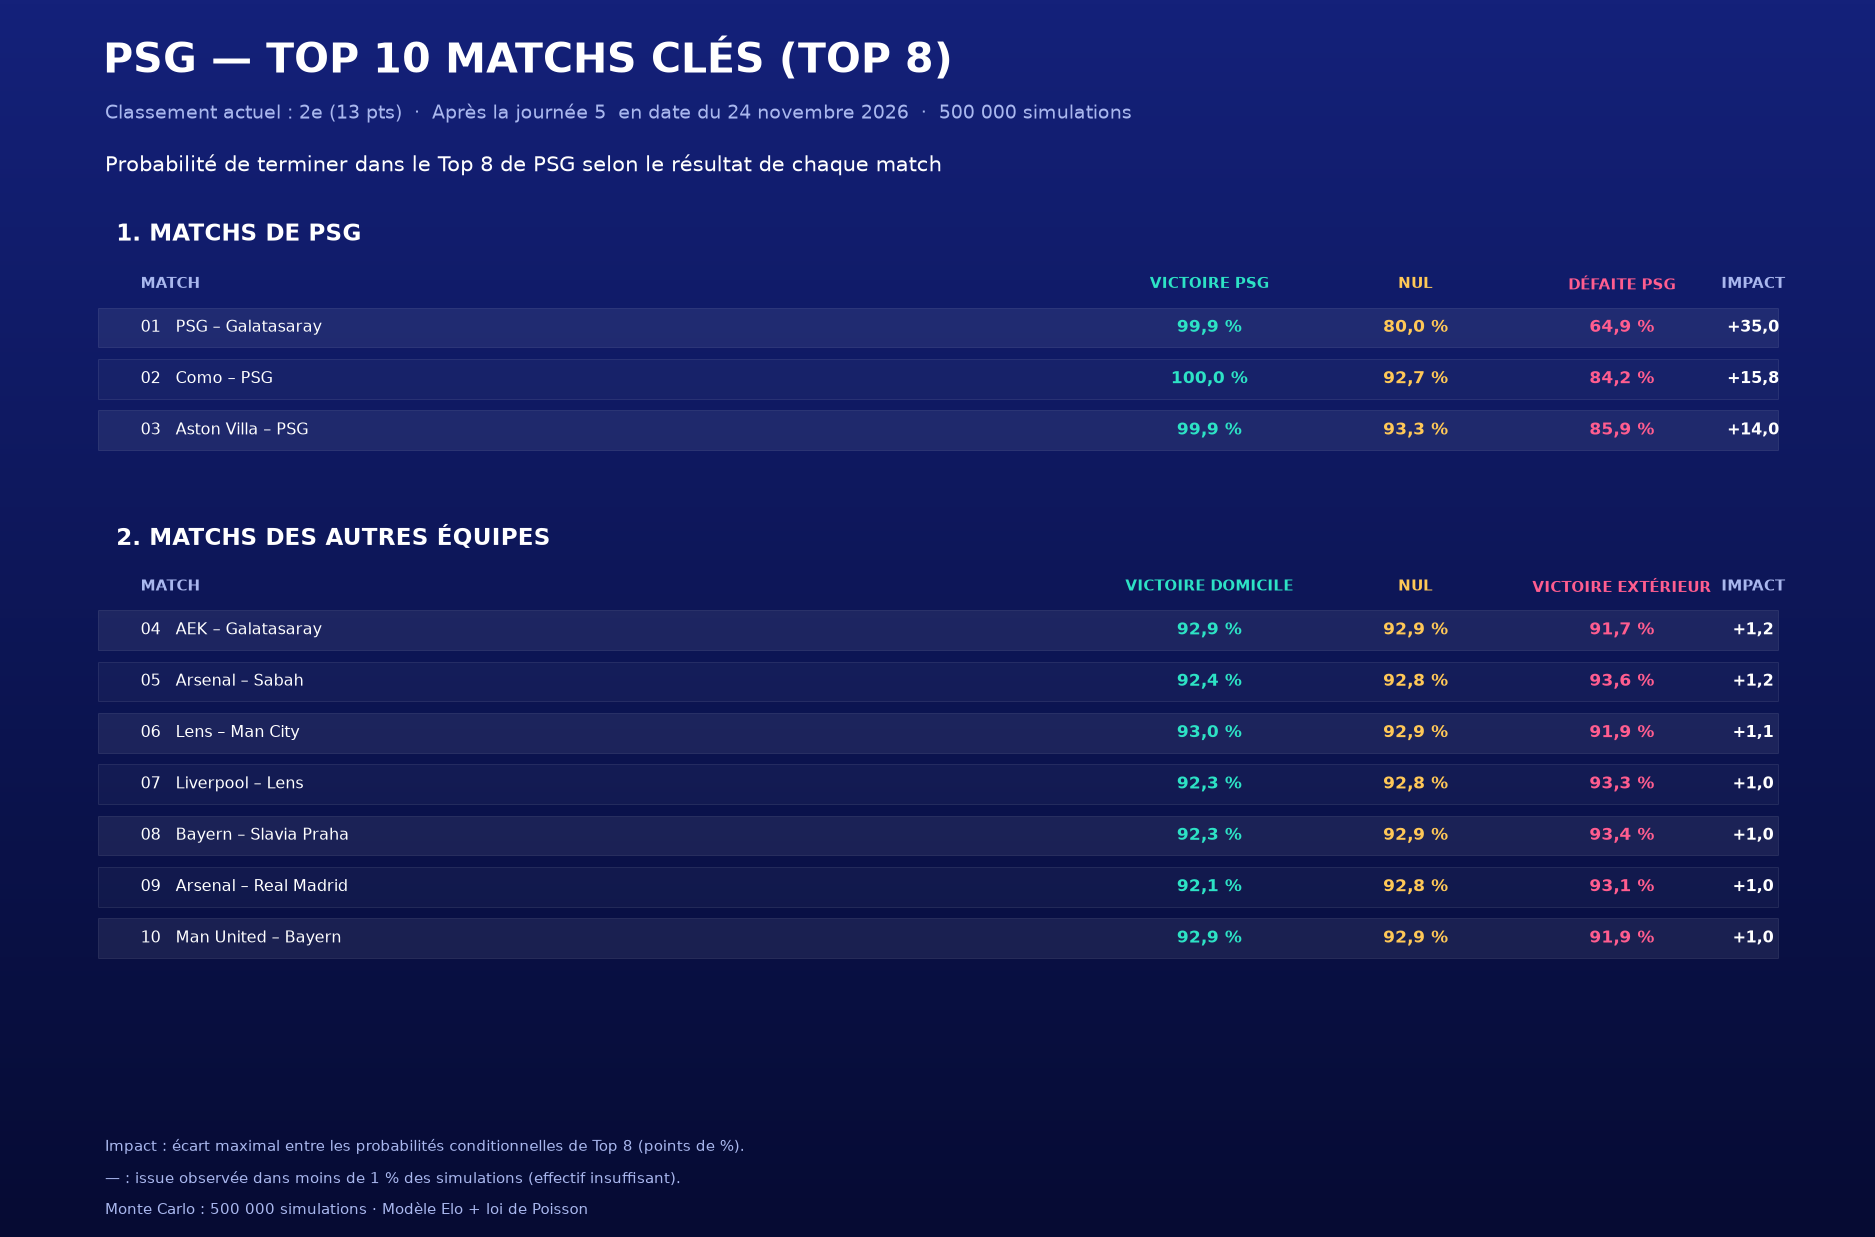 PSG — TOP 10 MATCHS CLÉS (TOP 8)
Classement actuel : 2e (13 pts) · Après la journée 5 en date du 24 novembre 2026 · 500 000 simulations
Probabilité de terminer dans le Top 8 de PSG selon le résultat de chaque match
1. MATCHS DE PSG
MATCH VICTOIRE PSG NUL DÉFAITE PSG IMPACT
01 PSG – Galatasaray 99,9 % 80,0 % 64,9 % +35,0
02 Como – PSG 100,0 % 92,7 % 84,2 % +15,8
03 Aston Villa – PSG 99,9 % 93,3 % 85,9 % +14,0
2. MATCHS DES AUTRES ÉQUIPES
MATCH VICTOIRE DOMICILE NUL VICTOIRE EXTÉRIEUR IMPACT
04 AEK – Galatasaray 92,9 % 92,9 % 91,7 % +1,2
05 Arsenal – Sabah 92,4 % 92,8 % 93,6 % +1,2
06 Lens – Man City 93,0 % 92,9 % 91,9 % +1,1
07 Liverpool – Lens 92,3 % 92,8 % 93,3 % +1,0
08 Bayern – Slavia Praha 92,3 % 92,9 % 93,4 % +1,0
09 Arsenal – Real Madrid 92,1 % 92,8 % 93,1 % +1,0
10 Man United – Bayern 92,9 % 92,9 % 91,9 % +1,0
Impact : écart maximal entre les probabilités conditionnelles de Top 8 (points de %).
— : issue observée dans moins de 1 % des simulations (effectif insuffisant).
Monte Carlo : 500 000 simulations · Modèle Elo + loi de Poisson